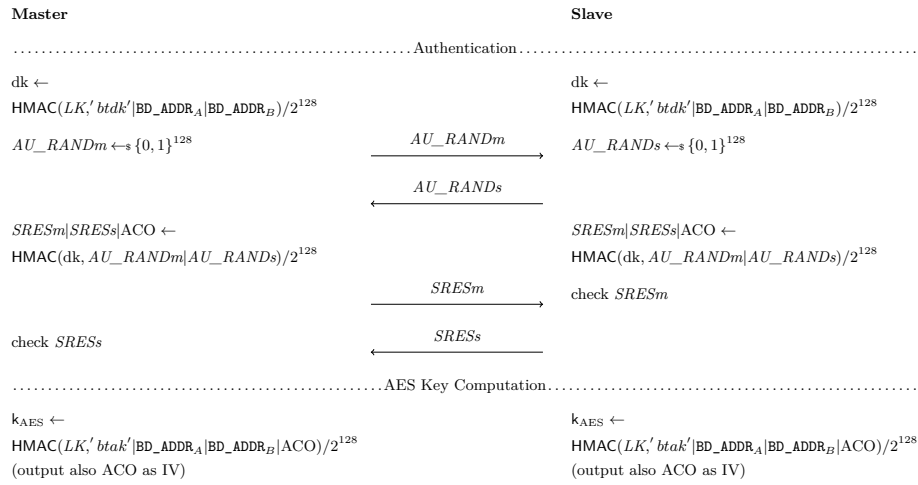 Master Slave
Authentication
dk ← dk ←
HMAC(LK,′ btdk′|BD_ADDR_A|BD_ADDR_B)/2^128 HMAC(LK,′ btdk′|BD_ADDR_A|BD_ADDR_B)/2^128
AU_RANDm ←$ {0, 1}^128 AU_RANDm AU_RANDs ←$ {0, 1}^128
AU_RANDs
SRESm|SRESs|ACO ← SRESm|SRESs|ACO ←
HMAC(dk, AU_RANDm|AU_RANDs)/2^128 HMAC(dk, AU_RANDm|AU_RANDs)/2^128
SRESm check SRESm
check SRESs SRESs
AES Key Computation
k_AES ← k_AES ←
HMAC(LK,′ btak′|BD_ADDR_A|BD_ADDR_B|ACO)/2^128 HMAC(LK,′ btak′|BD_ADDR_A|BD_ADDR_B|ACO)/2^128
(output also ACO as IV) (output also ACO as IV)